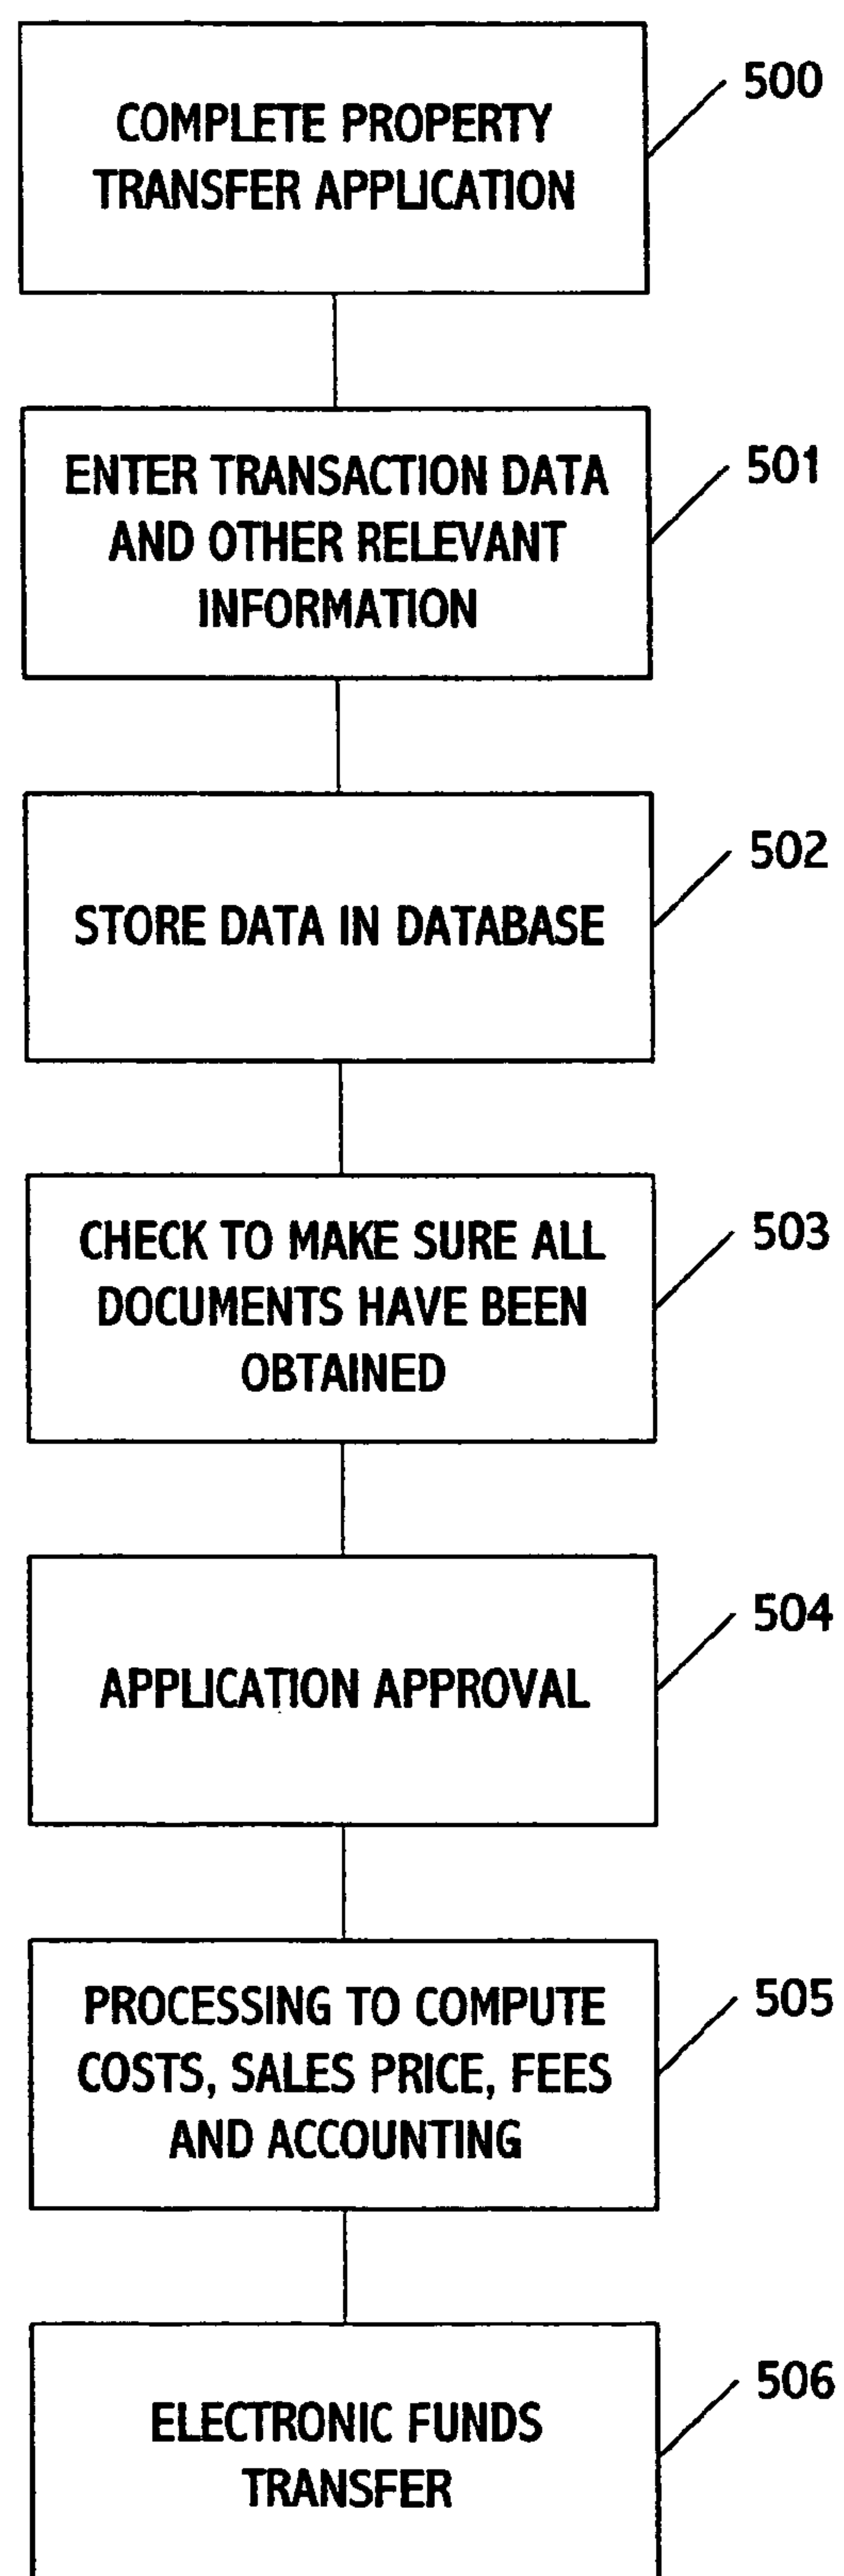 COMPLETE PROPERTY
TRANSFER APPLICATION
500
ENTER TRANSACTION DATA
AND OTHER RELEVANT
INFORMATION
501
STORE DATA IN DATABASE
502
CHECK TO MAKE SURE ALL
DOCUMENTS HAVE BEEN
OBTAINED
503
APPLICATION APPROVAL
504
PROCESSING TO COMPUTE
COSTS, SALES PRICE, FEES
AND ACCOUNTING
505
ELECTRONIC FUNDS
TRANSFER
506